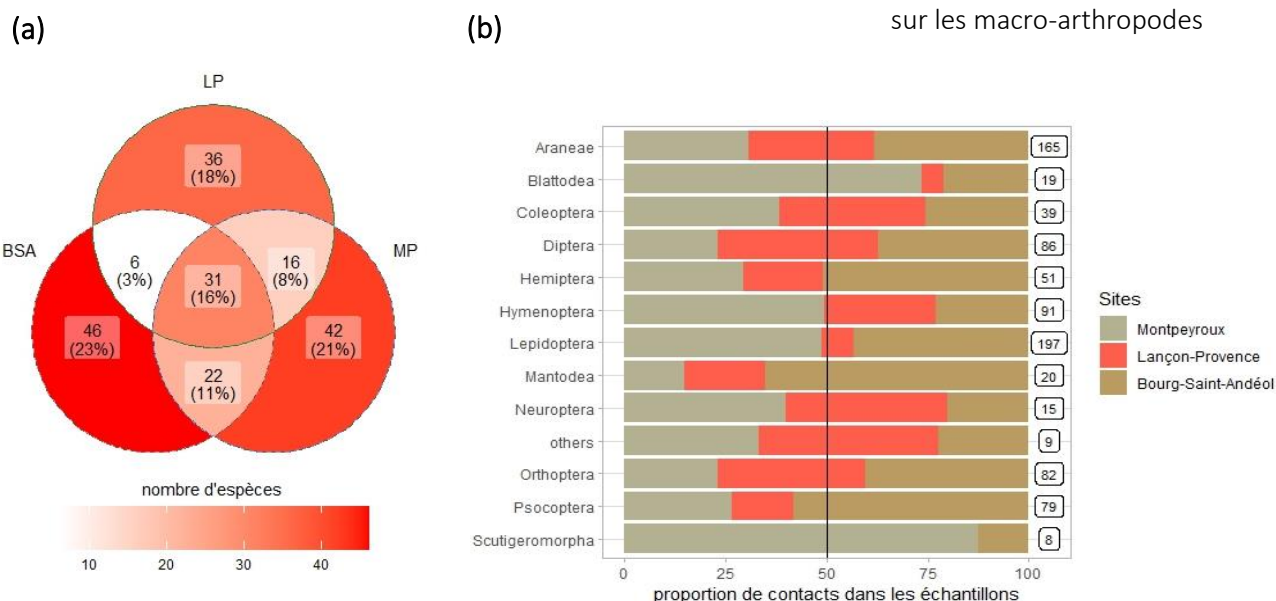 sur les macro-arthropodes
(a)
LP
36
(18%)
BSA
6
(3%)
16
(8%)
MP
31
(16%)
46
(23%)
42
(21%)
22
(11%)
nombre d'espèces
10 20 30 40
(b)
Araneae 165
Blattodea 19
Coleoptera 39
Diptera 86
Hemiptera 51
Hymenoptera 91
Lepidoptera 197
Mantodea 20
Neuroptera 15
others 9
Orthoptera 82
Psocoptera 79
Scutigeromorpha 8
0 25 50 75 100
proportion de contacts dans les échantillons
Sites
Montpeyroux
Lançon-Provence
Bourg-Saint-Andéol